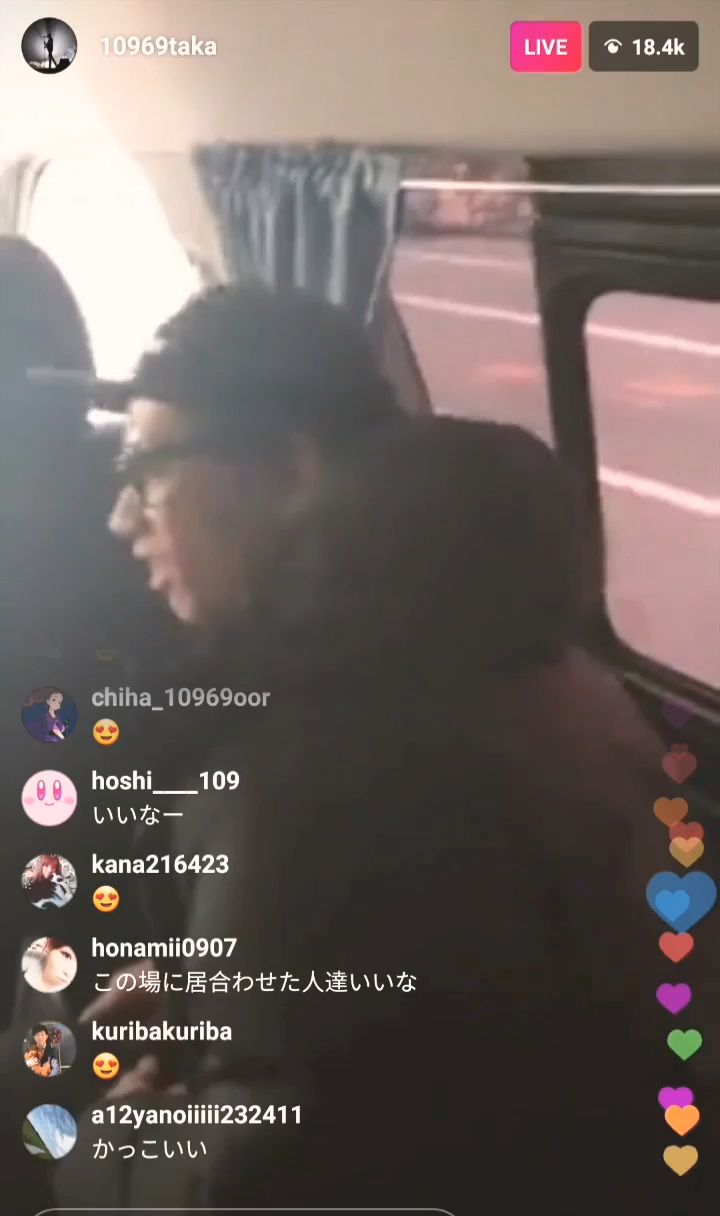 10969taka
LIVE
18.4k
chiha_10969oor
😍
hoshi____109
いいなー
kana216423
😍
honamii0907
この場に居合わせた人達いいな
kuribakuriba
😍
a12yanoiiiii232411
かっこいい